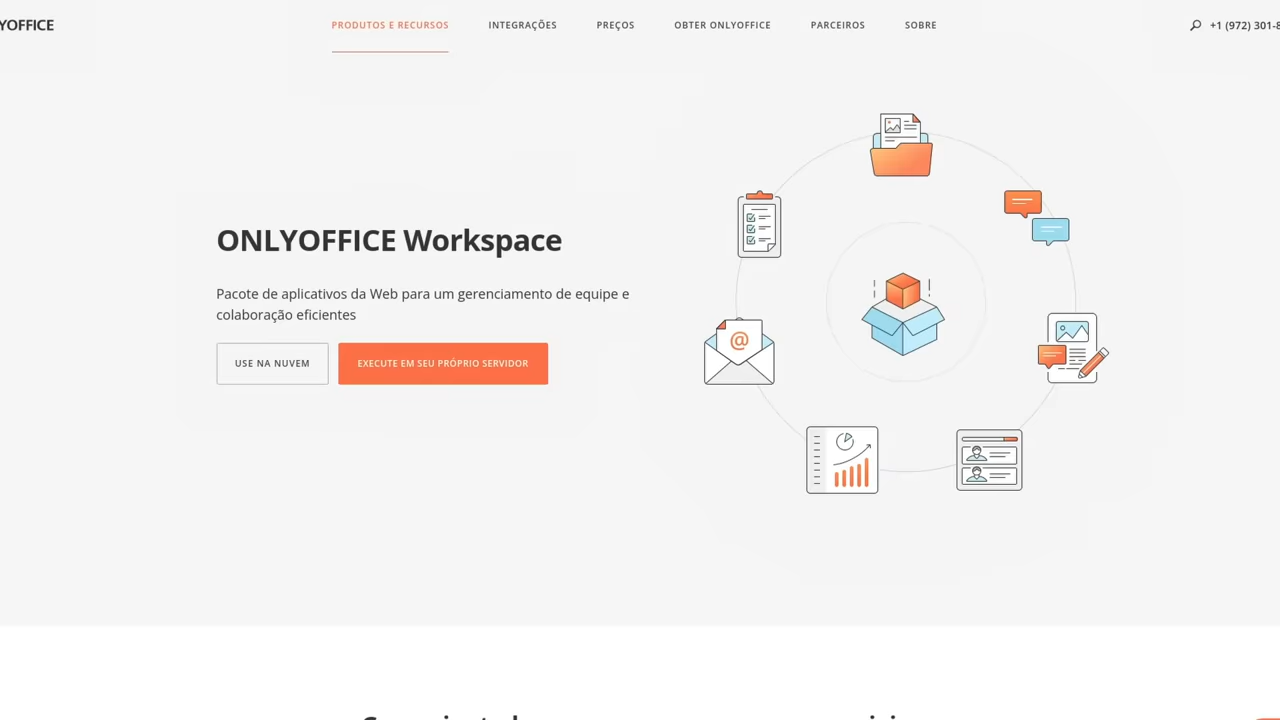 YOFFICE
PRODUTOS E RECURSOS
INTEGRAÇÕES
PREÇOS
OBTER ONLYOFFICE
PARCEIROS
SOBRE
+1 (972) 301-8
ONLYOFFICE Workspace
Pacote de aplicativos da Web para um gerenciamento de equipe e
colaboração eficientes
USE NA NUVEM
EXECUTE EM SEU PRÓPRIO SERVIDOR
@